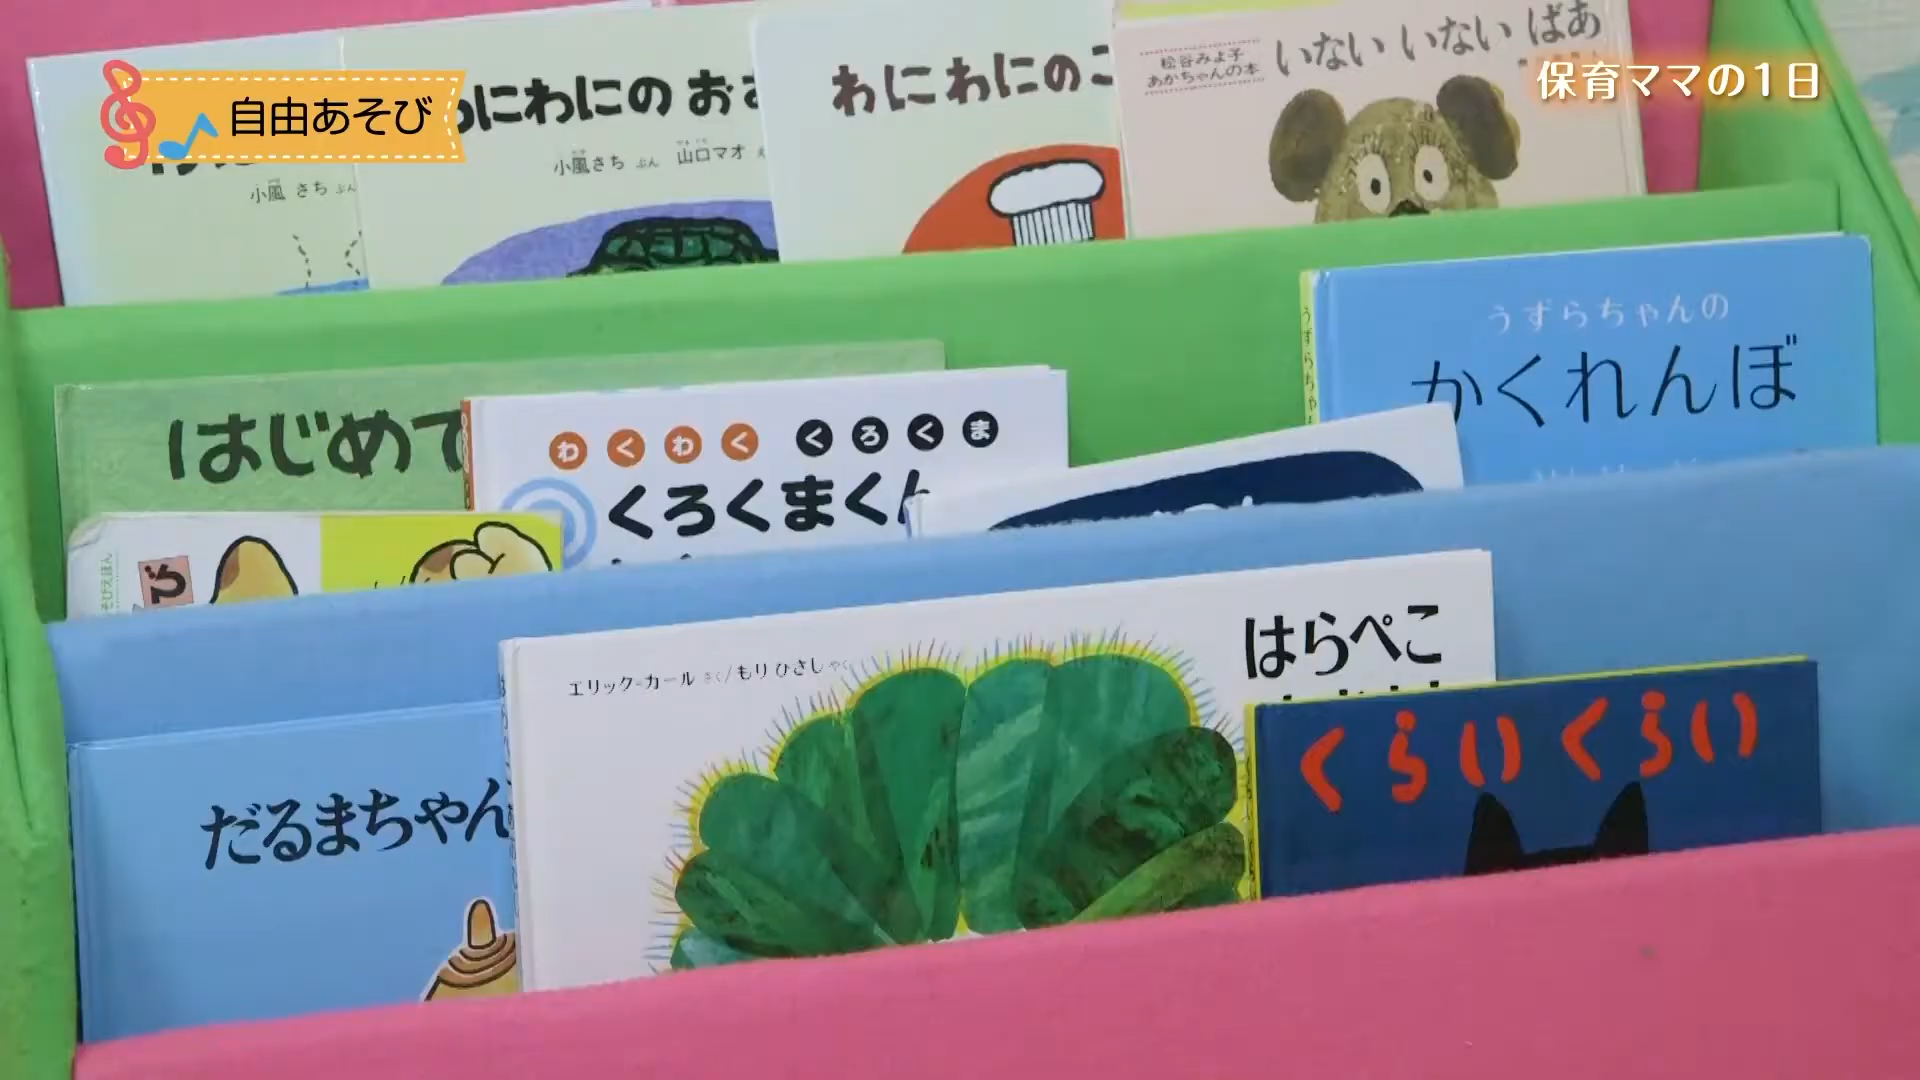 自由あそび
保育ママの1日
小風 さち ぶん
わにわにの お
小風さち ぶん 山口マオ え
わにわにのこ
松谷みよ子
あかちゃんの本
いない いない ばあ
うずらちゃんの
かくれんぼ
はじめて
わくわく くろくま
くろくまくん
そびえほん
エリック=カール さく/もり ひさし やく
はらぺこ
だるまちゃん
くらいくらい